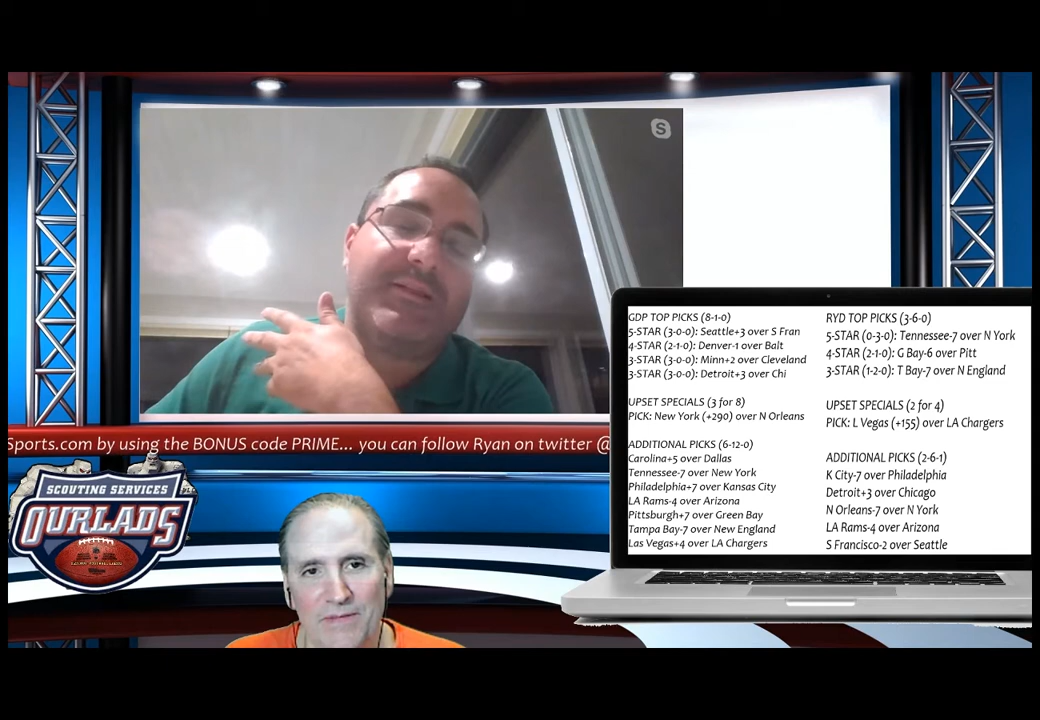 S
GDP TOP PICKS (8-1-0)
5-STAR (3-0-0): Seattle+3 over S Fran
4-STAR (2-1-0): Denver-1 over Balt
3-STAR (3-0-0): Minn+2 over Cleveland
3-STAR (3-0-0): Detroit+3 over Chi
UPSET SPECIALS (3 for 8)
PICK: New York (+290) over N Orleans
ADDITIONAL PICKS (6-12-0)
Carolina+5 over Dallas
Tennessee-7 over New York
Philadelphia+7 over Kansas City
LA Rams-4 over Arizona
Pittsburgh+7 over Green Bay
Tampa Bay-7 over New England
Las Vegas+4 over LA Chargers
RYD TOP PICKS (3-6-0)
5-STAR (0-3-0): Tennessee-7 over N York
4-STAR (2-1-0): G Bay-6 over Pitt
3-STAR (1-2-0): T Bay-7 over N England
UPSET SPECIALS (2 for 4)
PICK: L Vegas (+155) over LA Chargers
ADDITIONAL PICKS (2-6-1)
K City-7 over Philadelphia
Detroit+3 over Chicago
N Orleans-7 over N York
LA Rams-4 over Arizona
S Francisco-2 over Seattle
Sports.com by using the BONUS code PRIME... you can follow Ryan on twitter @
SCOUTING SERVICES
OURLADS